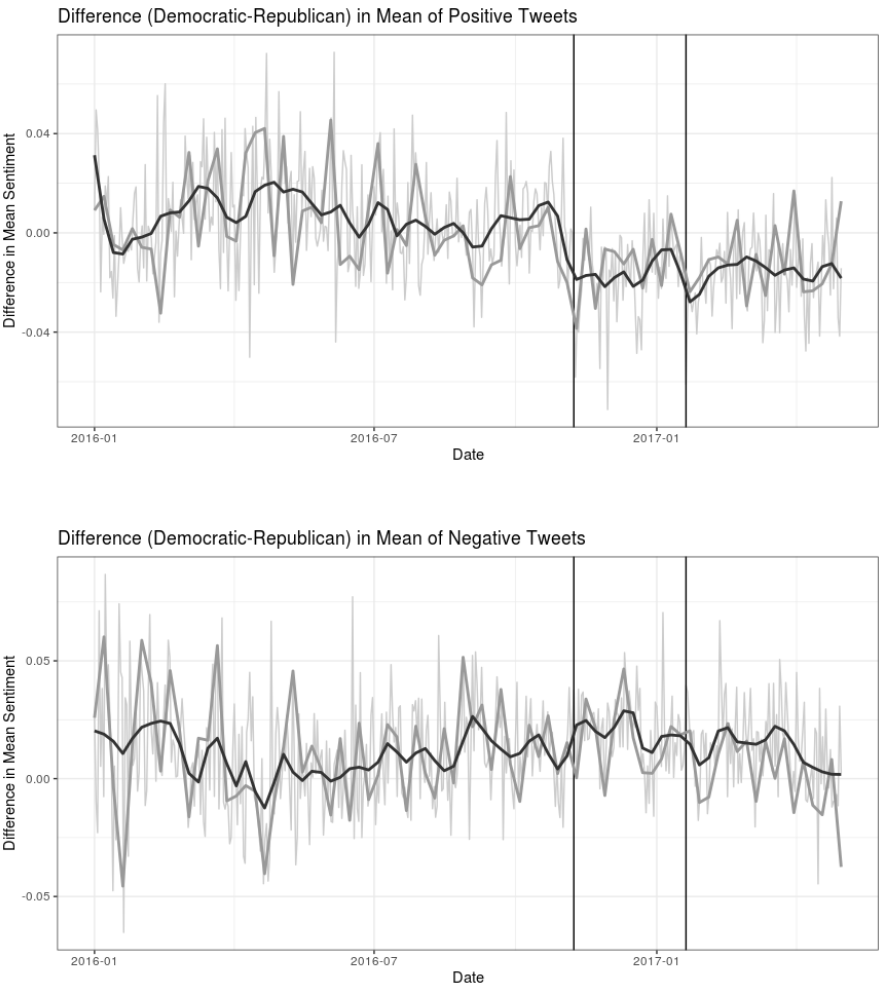 Difference (Democratic-Republican) in Mean of Positive Tweets
Difference in Mean Sentiment
0.04
0.00
-0.04
2016-01
2016-07
2017-01
Date
Difference (Democratic-Republican) in Mean of Negative Tweets
Difference in Mean Sentiment
0.05
0.00
-0.05
2016-01
2016-07
2017-01
Date